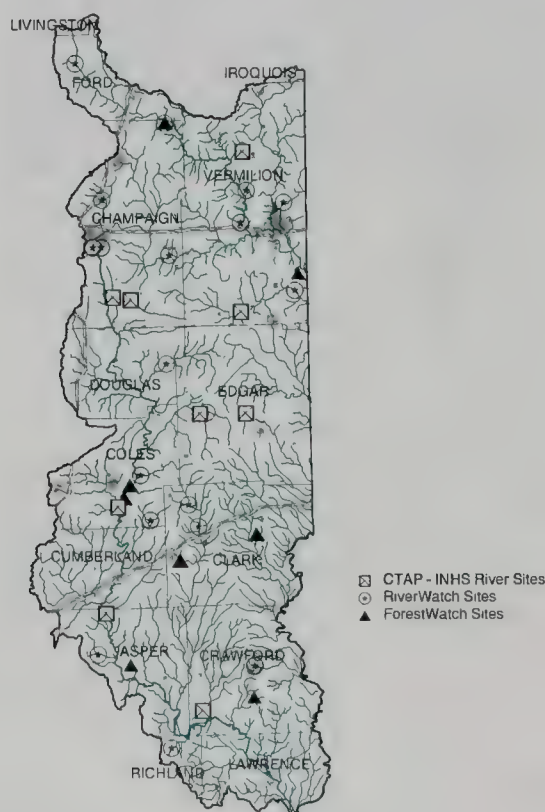 LIVINGSTON
FORD
IROQUOIS
VERMILION
CHAMPAIGN
DOUGLAS
EDGAR
COLES
CUMBERLAND
CLARK
JASPER
CRAWFORD
RICHLAND
LAWRENCE
CTAP - INHS River Sites
RiverWatch Sites
ForestWatch Sites